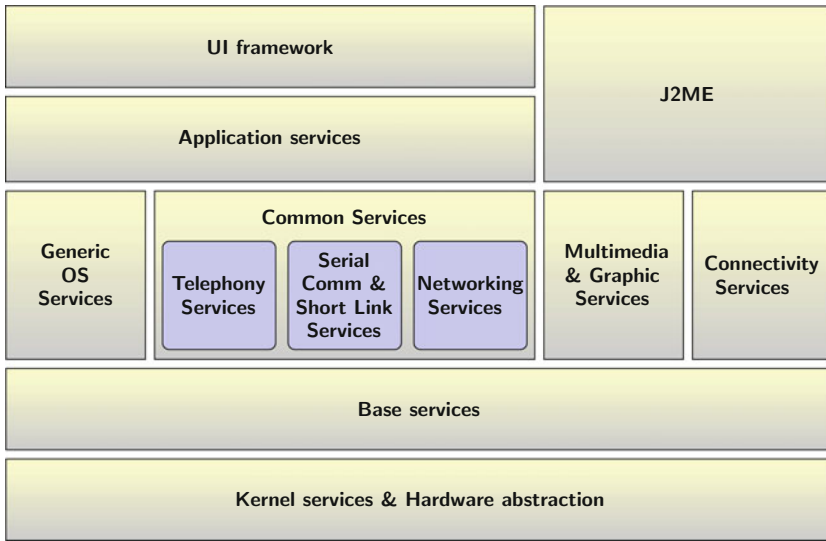 UI framework
J2ME
Application services
Generic
OS
Services
Common Services
Telephony
Services
Serial
Comm &
Short Link
Services
Networking
Services
Multimedia
& Graphic
Services
Connectivity
Services
Base services
Kernel services & Hardware abstraction